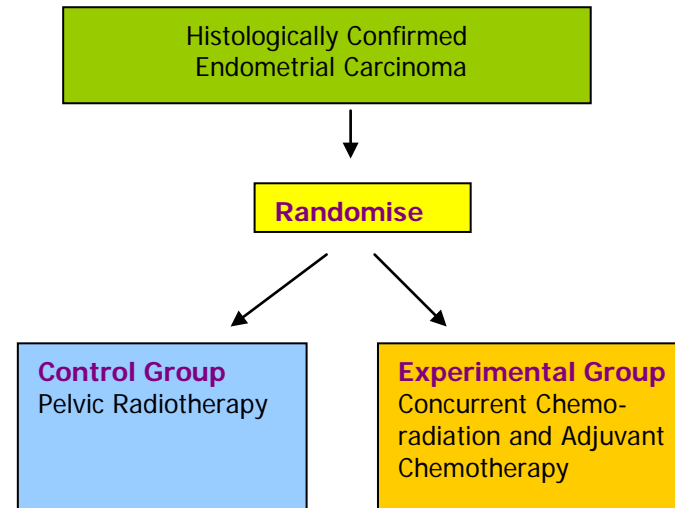 Histologically Confirmed
Endometrial Carcinoma
Randomise
Control Group
Pelvic Radiotherapy
Experimental Group
Concurrent Chemo-
radiation and Adjuvant
Chemotherapy